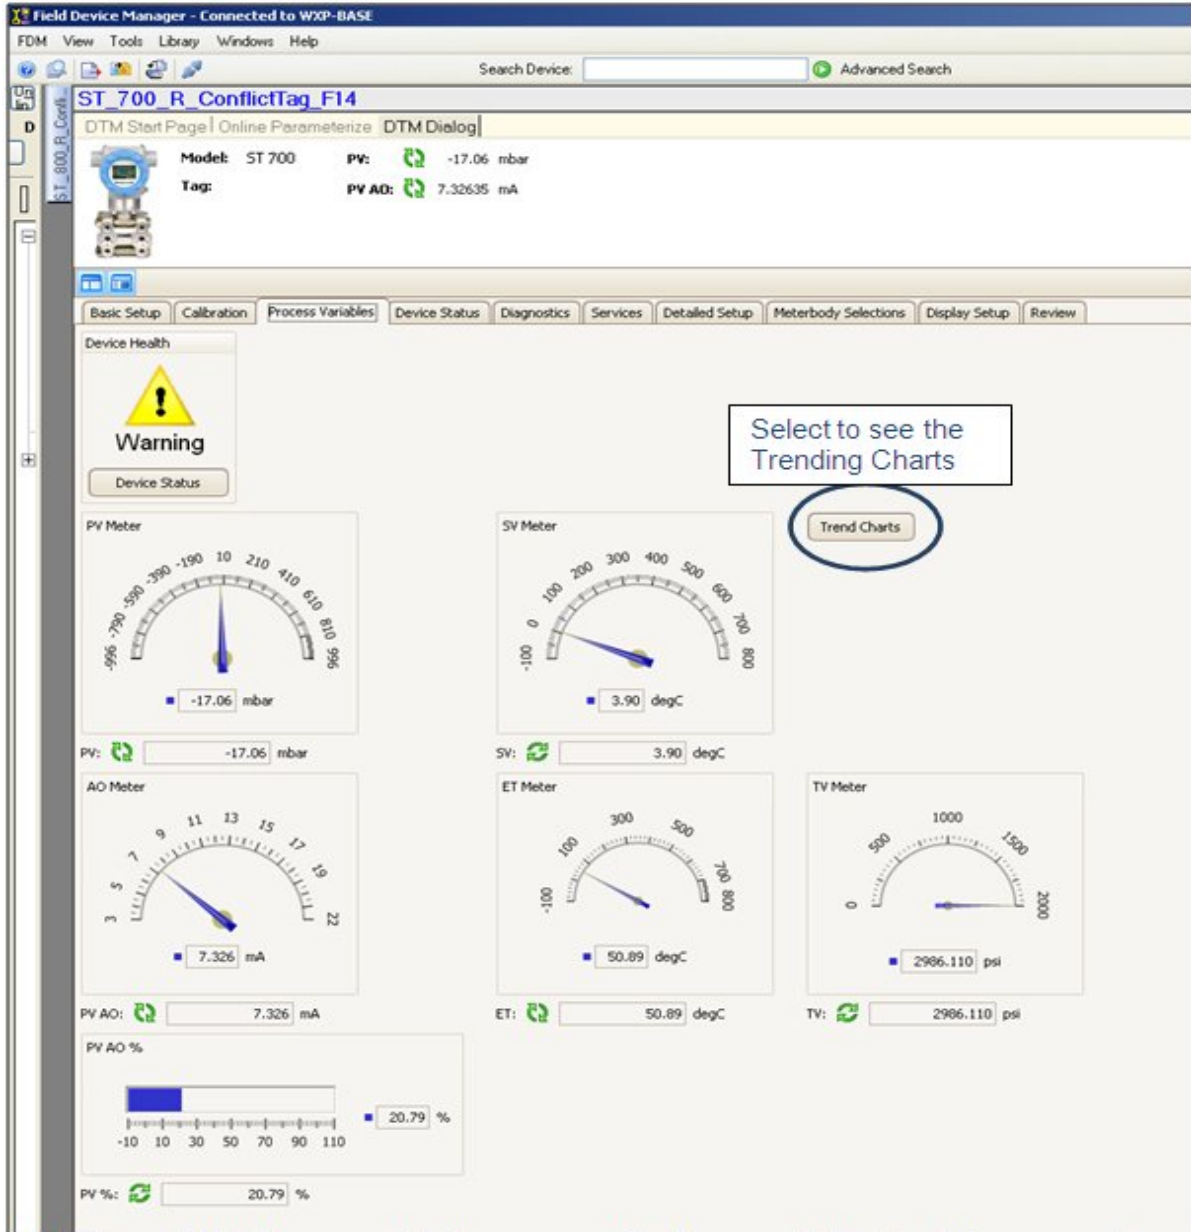 Field Device Manager - Connected to WXP-BASE
FDM View Tools Library Windows Help
Search Device: Advanced Search
ST_800_R_Confli...
D
ST_700_R_ConflictTag_F14
DTM Start Page Online Parameterize DTM Dialog
Model: ST 700 PV: -17.06 mbar
Tag: PV AO: 7.32635 mA
Basic Setup Calibration Process Variables Device Status Diagnostics Services Detailed Setup Meterbody Selections Display Setup Review
Device Health
Warning
Device Status
Select to see the
Trending Charts
Trend Charts
PV Meter
-996 -790 -590 -390 -190 10 210 410 610 810 996
-17.06 mbar
PV: -17.06 mbar
SV Meter
-100 0 100 200 300 400 500 600 700 800
3.90 degC
SV: 3.90 degC
AO Meter
3 5 7 9 11 13 15 17 19 22
7.326 mA
PV AO: 7.326 mA
ET Meter
-100 100 300 500 700 800
50.89 degC
ET: 50.89 degC
TV Meter
0 500 1000 1500 2000
2986.110 psi
TV: 2986.110 psi
PV AO %
-10 10 30 50 70 90 110
20.79 %
PV %: 20.79 %